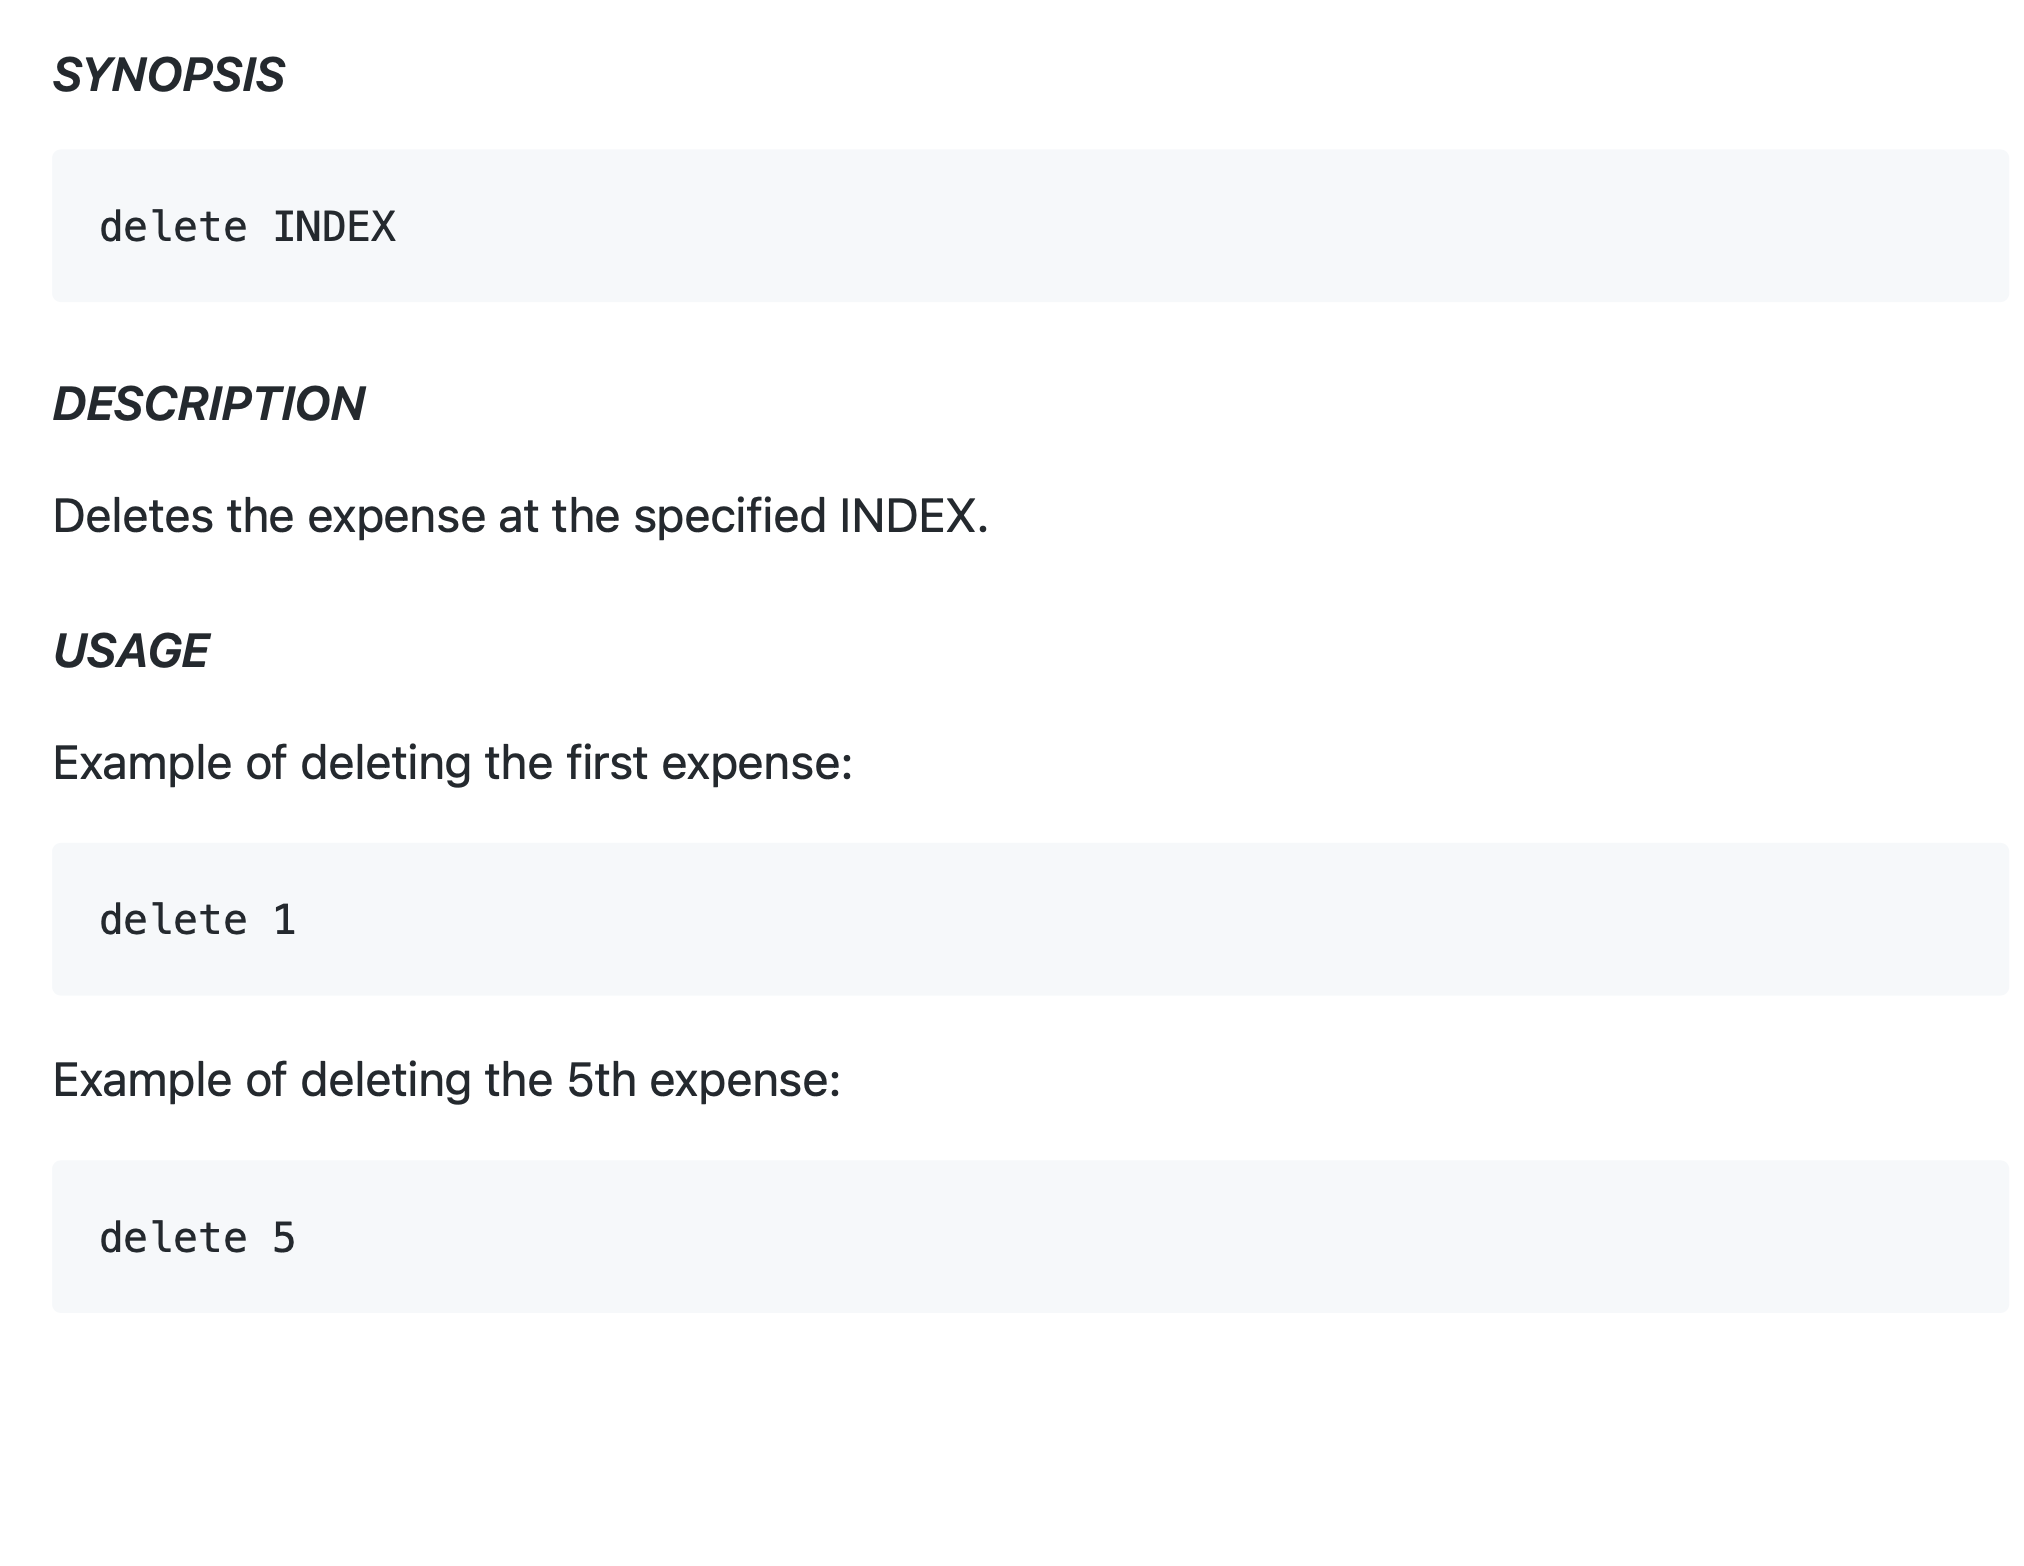 SYNOPSIS
delete INDEX
DESCRIPTION
Deletes the expense at the specified INDEX.
USAGE
Example of deleting the first expense:
delete 1
Example of deleting the 5th expense:
delete 5